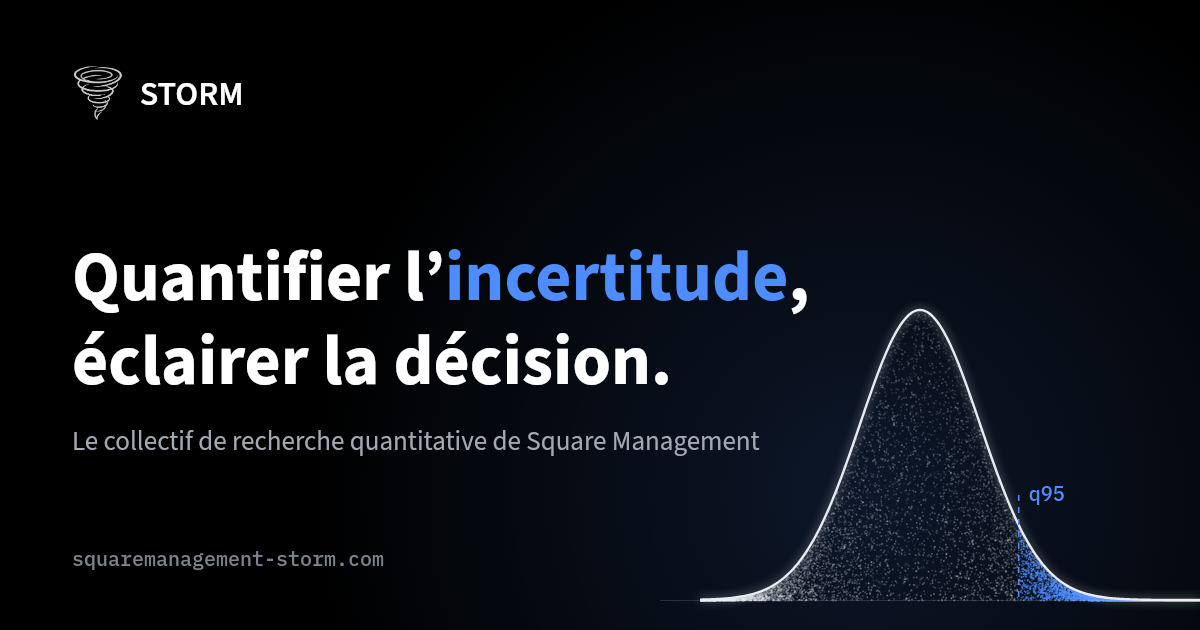 STORM
Quantifier l’incertitude,
éclairer la décision.
Le collectif de recherche quantitative de Square Management
q95
squaremanagement-storm.com